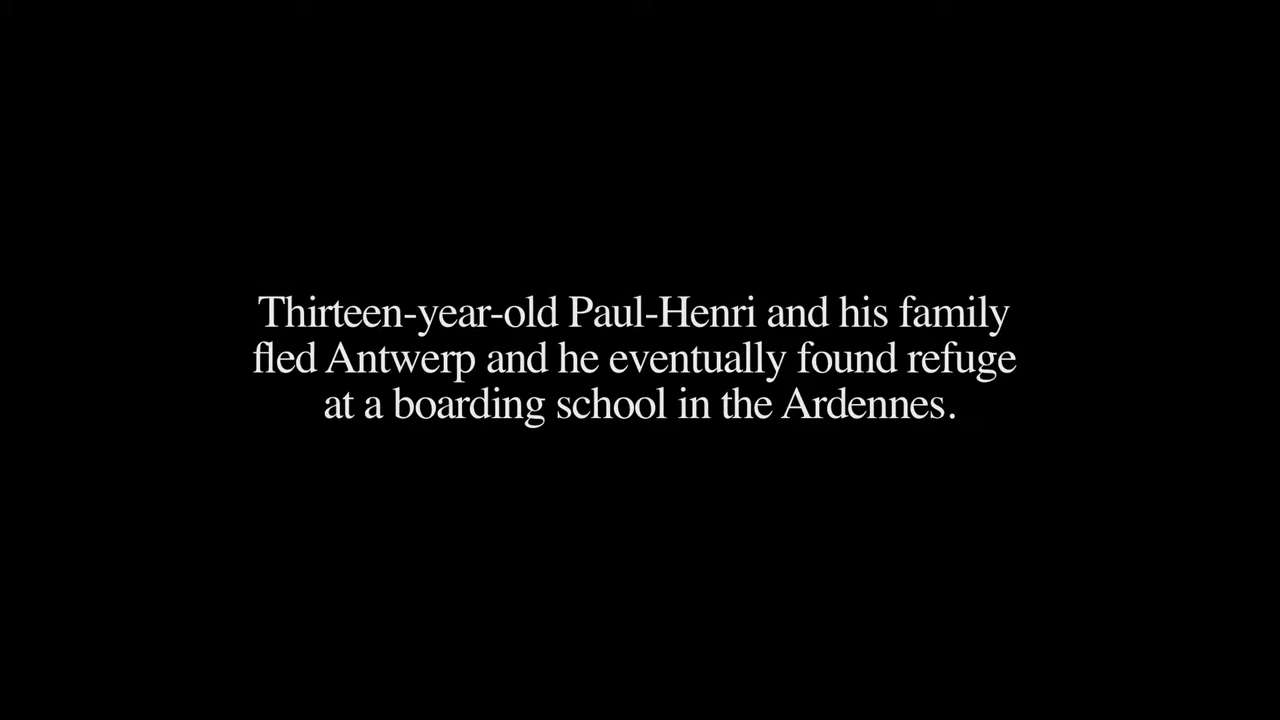 Thirteen-year-old Paul-Henri and his family
fled Antwerp and he eventually found refuge
at a boarding school in the Ardennes.